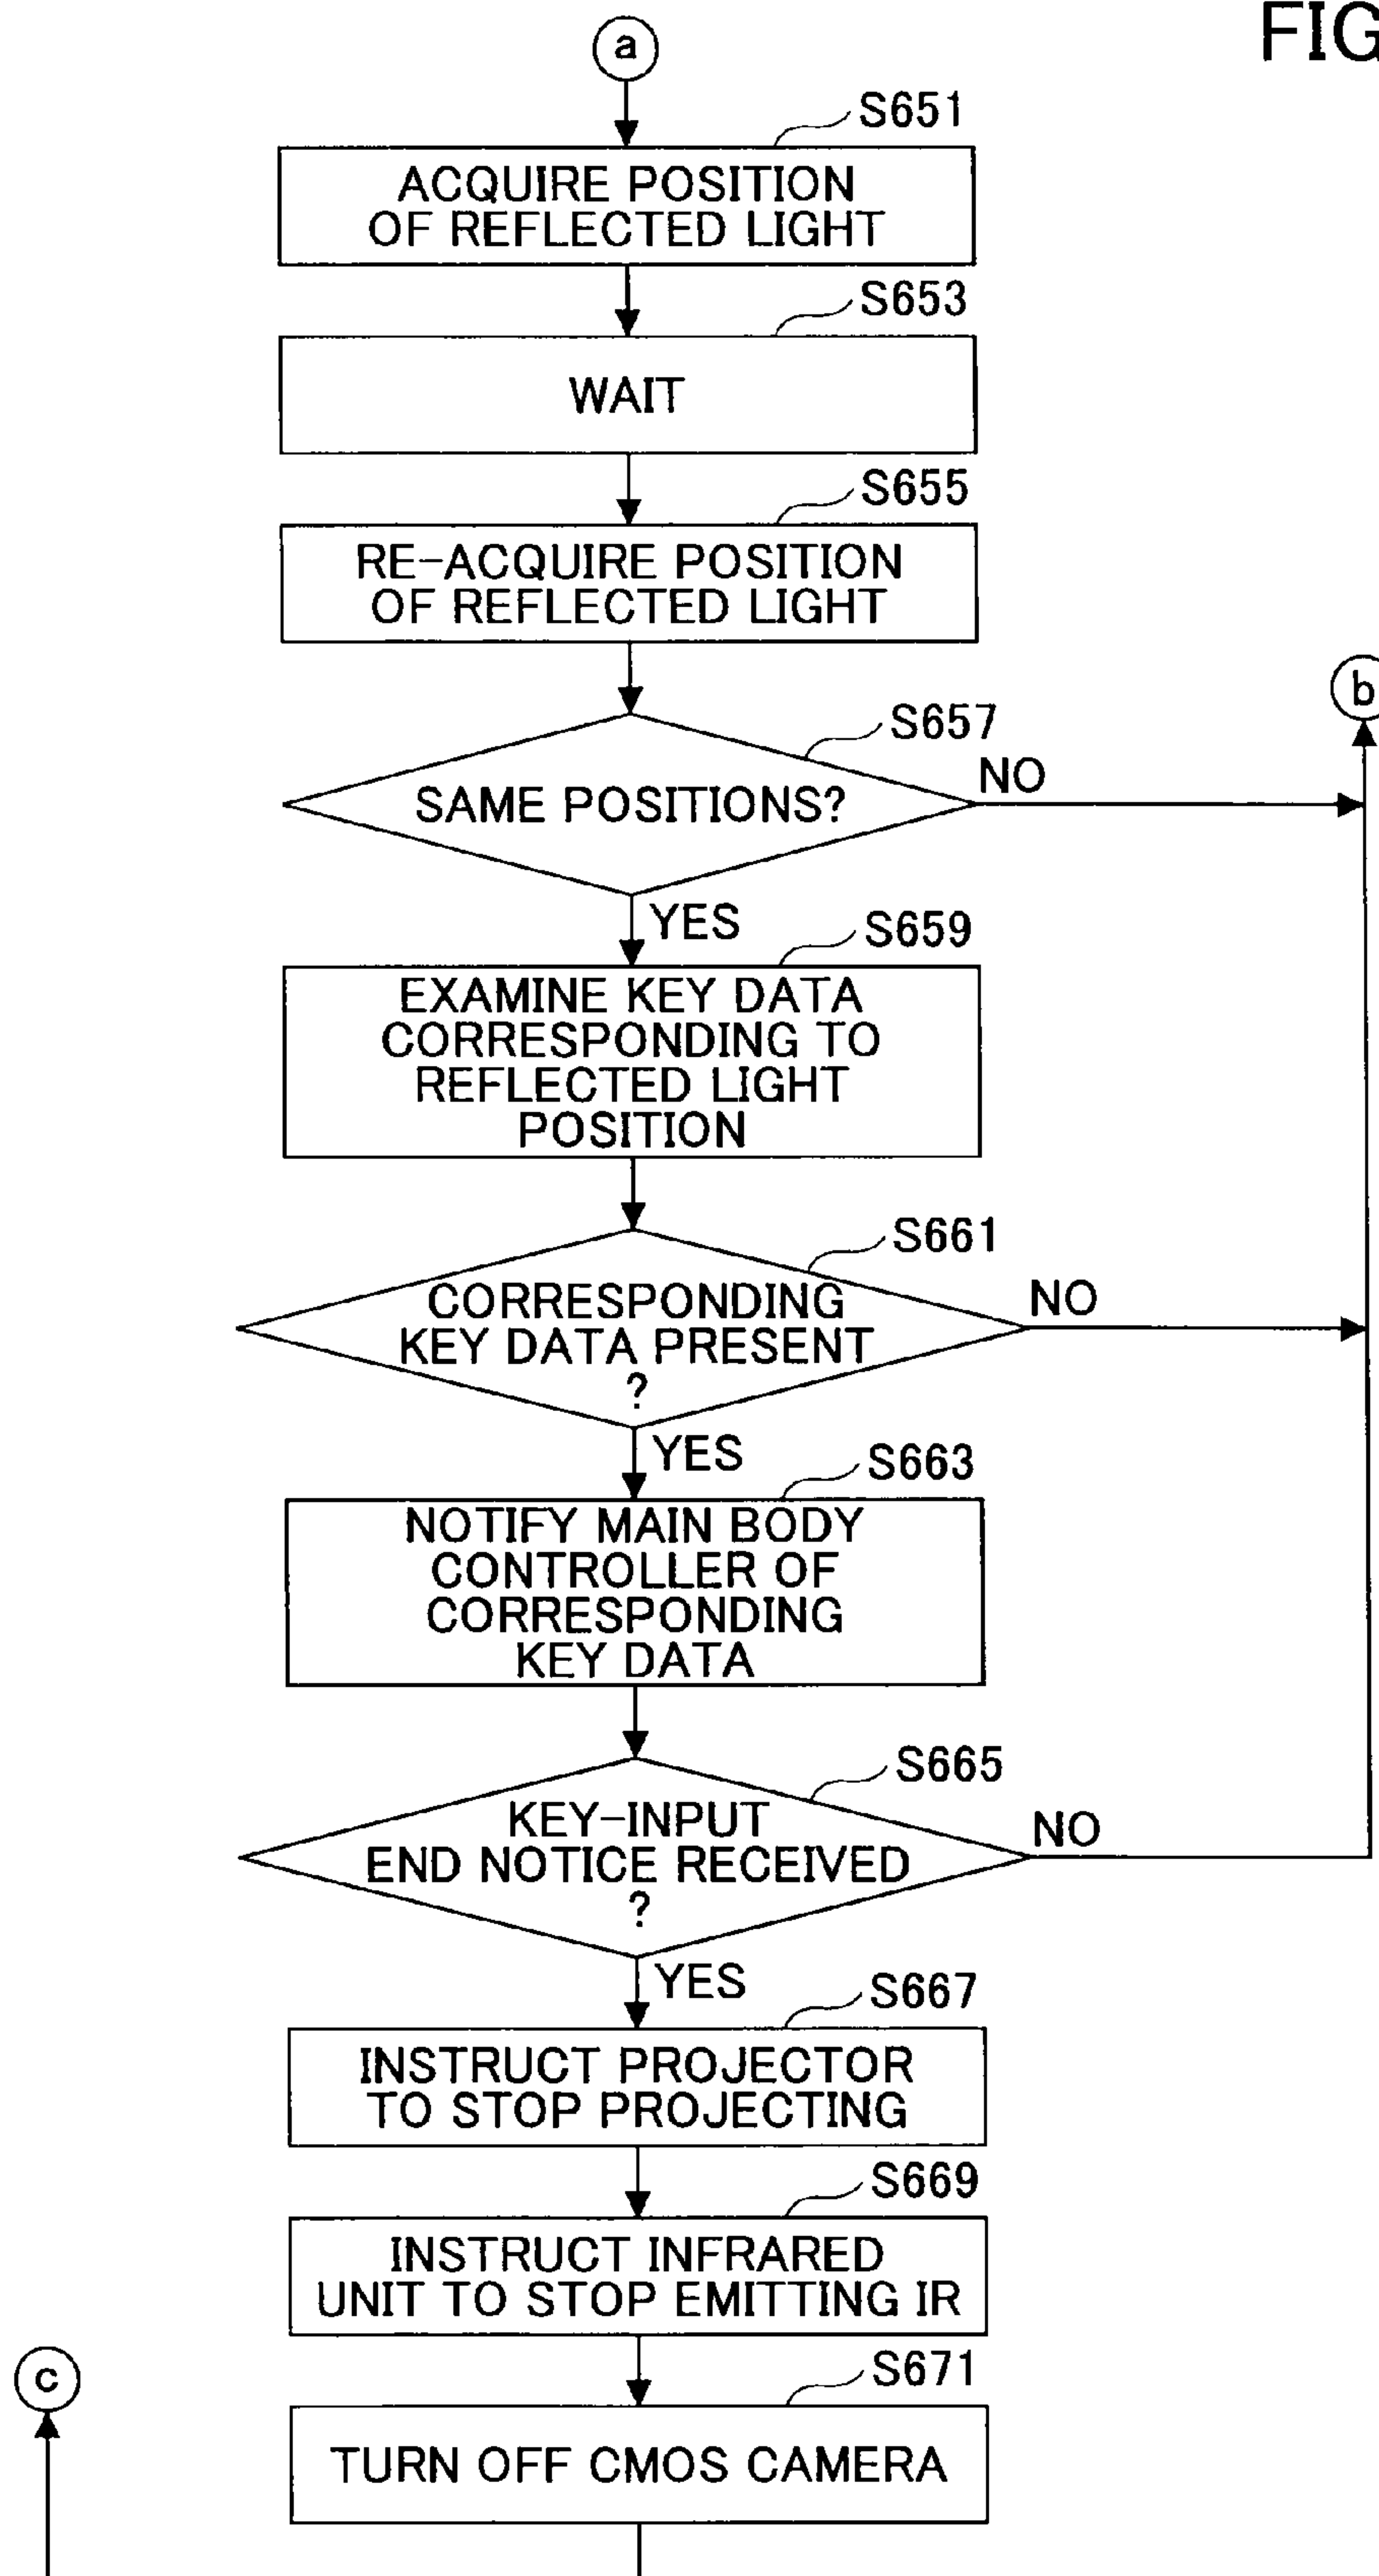 FIG
a
S651
ACQUIRE POSITION
OF REFLECTED LIGHT
S653
WAIT
S655
RE-ACQUIRE POSITION
OF REFLECTED LIGHT
b
S657
SAME POSITIONS?
NO
YES
S659
EXAMINE KEY DATA
CORRESPONDING TO
REFLECTED LIGHT
POSITION
S661
CORRESPONDING
KEY DATA PRESENT
?
NO
YES
S663
NOTIFY MAIN BODY
CONTROLLER OF
CORRESPONDING
KEY DATA
S665
KEY-INPUT
END NOTICE RECEIVED
?
NO
YES
S667
INSTRUCT PROJECTOR
TO STOP PROJECTING
S669
INSTRUCT INFRARED
UNIT TO STOP EMITTING IR
c
S671
TURN OFF CMOS CAMERA